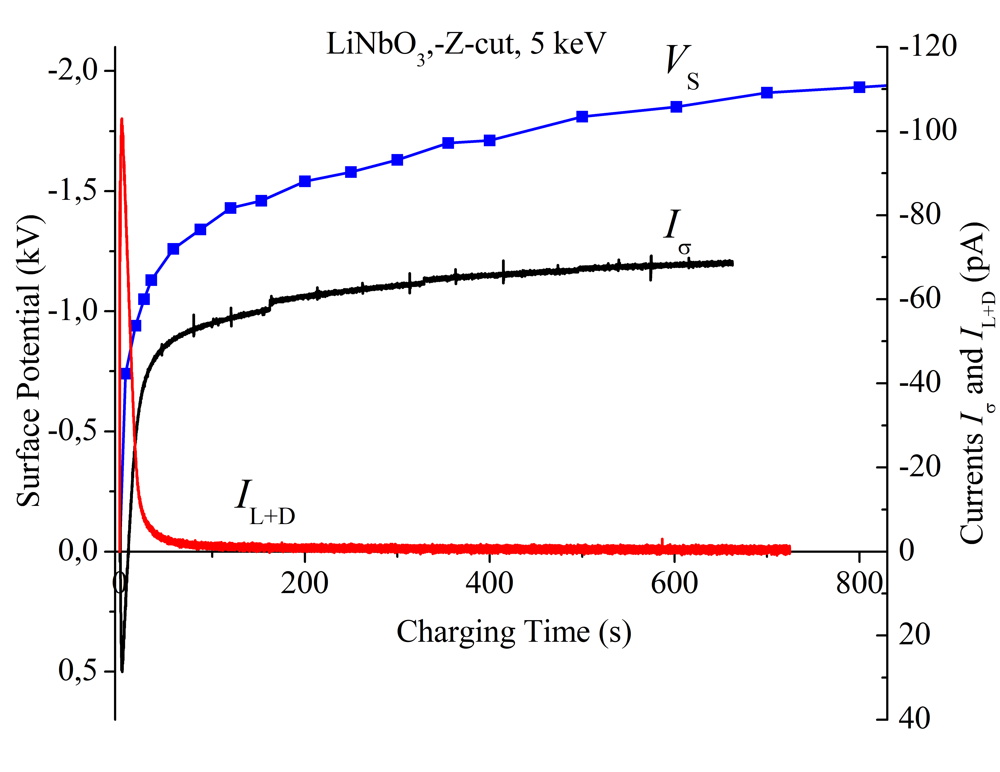 LiNbO3,-Z-cut, 5 keV
VS
Iσ
IL+D
Surface Potential (kV)
-2,0
-1,5
-1,0
-0,5
0,0
0,5
0
200
400
600
800
Charging Time (s)
-120
-100
-80
-60
-40
-20
0
20
40
Currents Iσ and IL+D (pA)